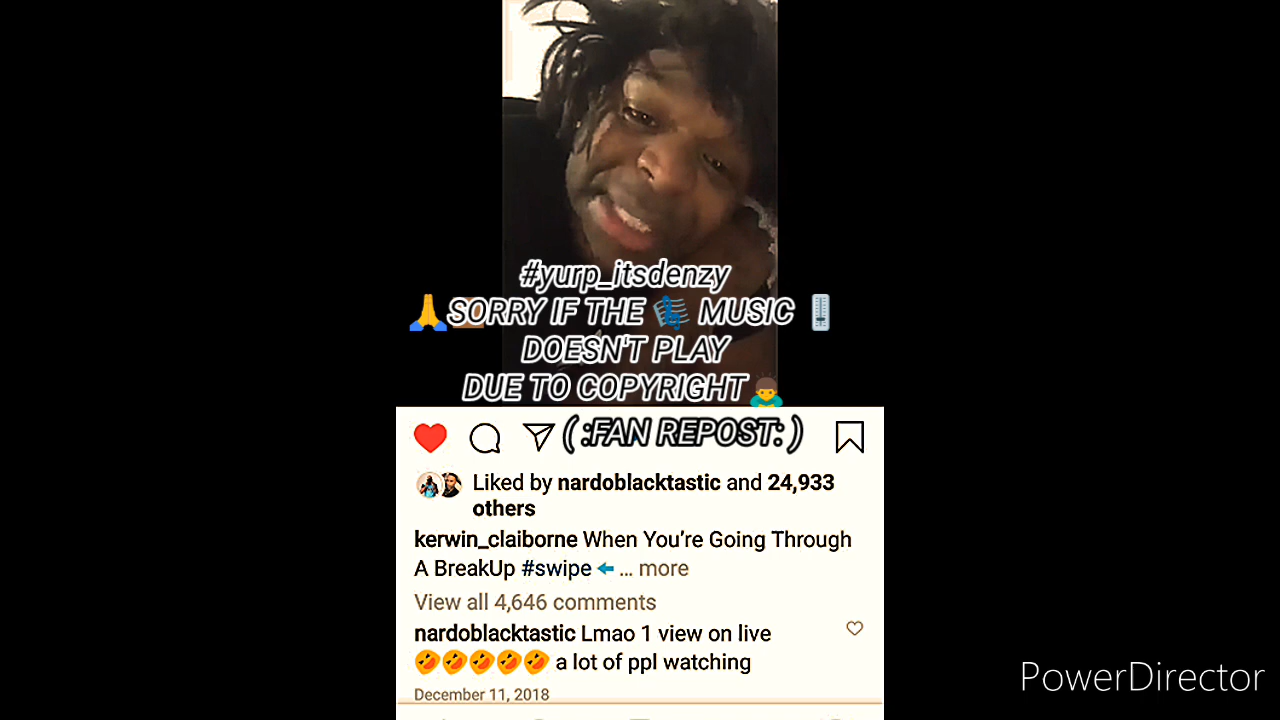 #yurp_itsdenzy
🙏SORRY IF THE 🎼 MUSIC 🎚
DOESN'T PLAY
DUE TO COPYRIGHT🙇‍♂️
( :FAN REPOST: )
Liked by nardoblacktastic and 24,933
others
kerwin_claiborne When You’re Going Through
A BreakUp #swipe ⬅ ... more
View all 4,646 comments
nardoblacktastic Lmao 1 view on live
🤣🤣🤣🤣🤣 a lot of ppl watching
December 11, 2018
PowerDirector